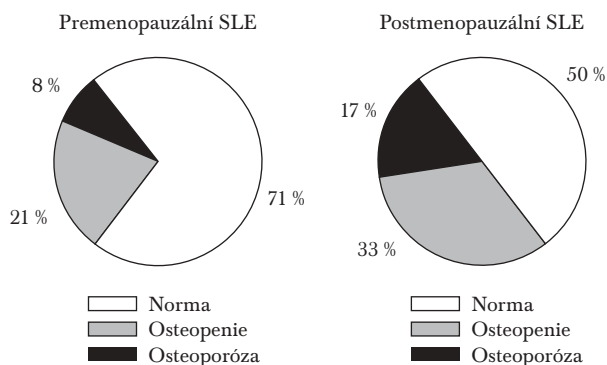 Premenopauzální SLE
8 %
21 %
71 %
Norma
Osteopenie
Osteoporóza
Postmenopauzální SLE
50 %
17 %
33 %
Norma
Osteopenie
Osteoporóza